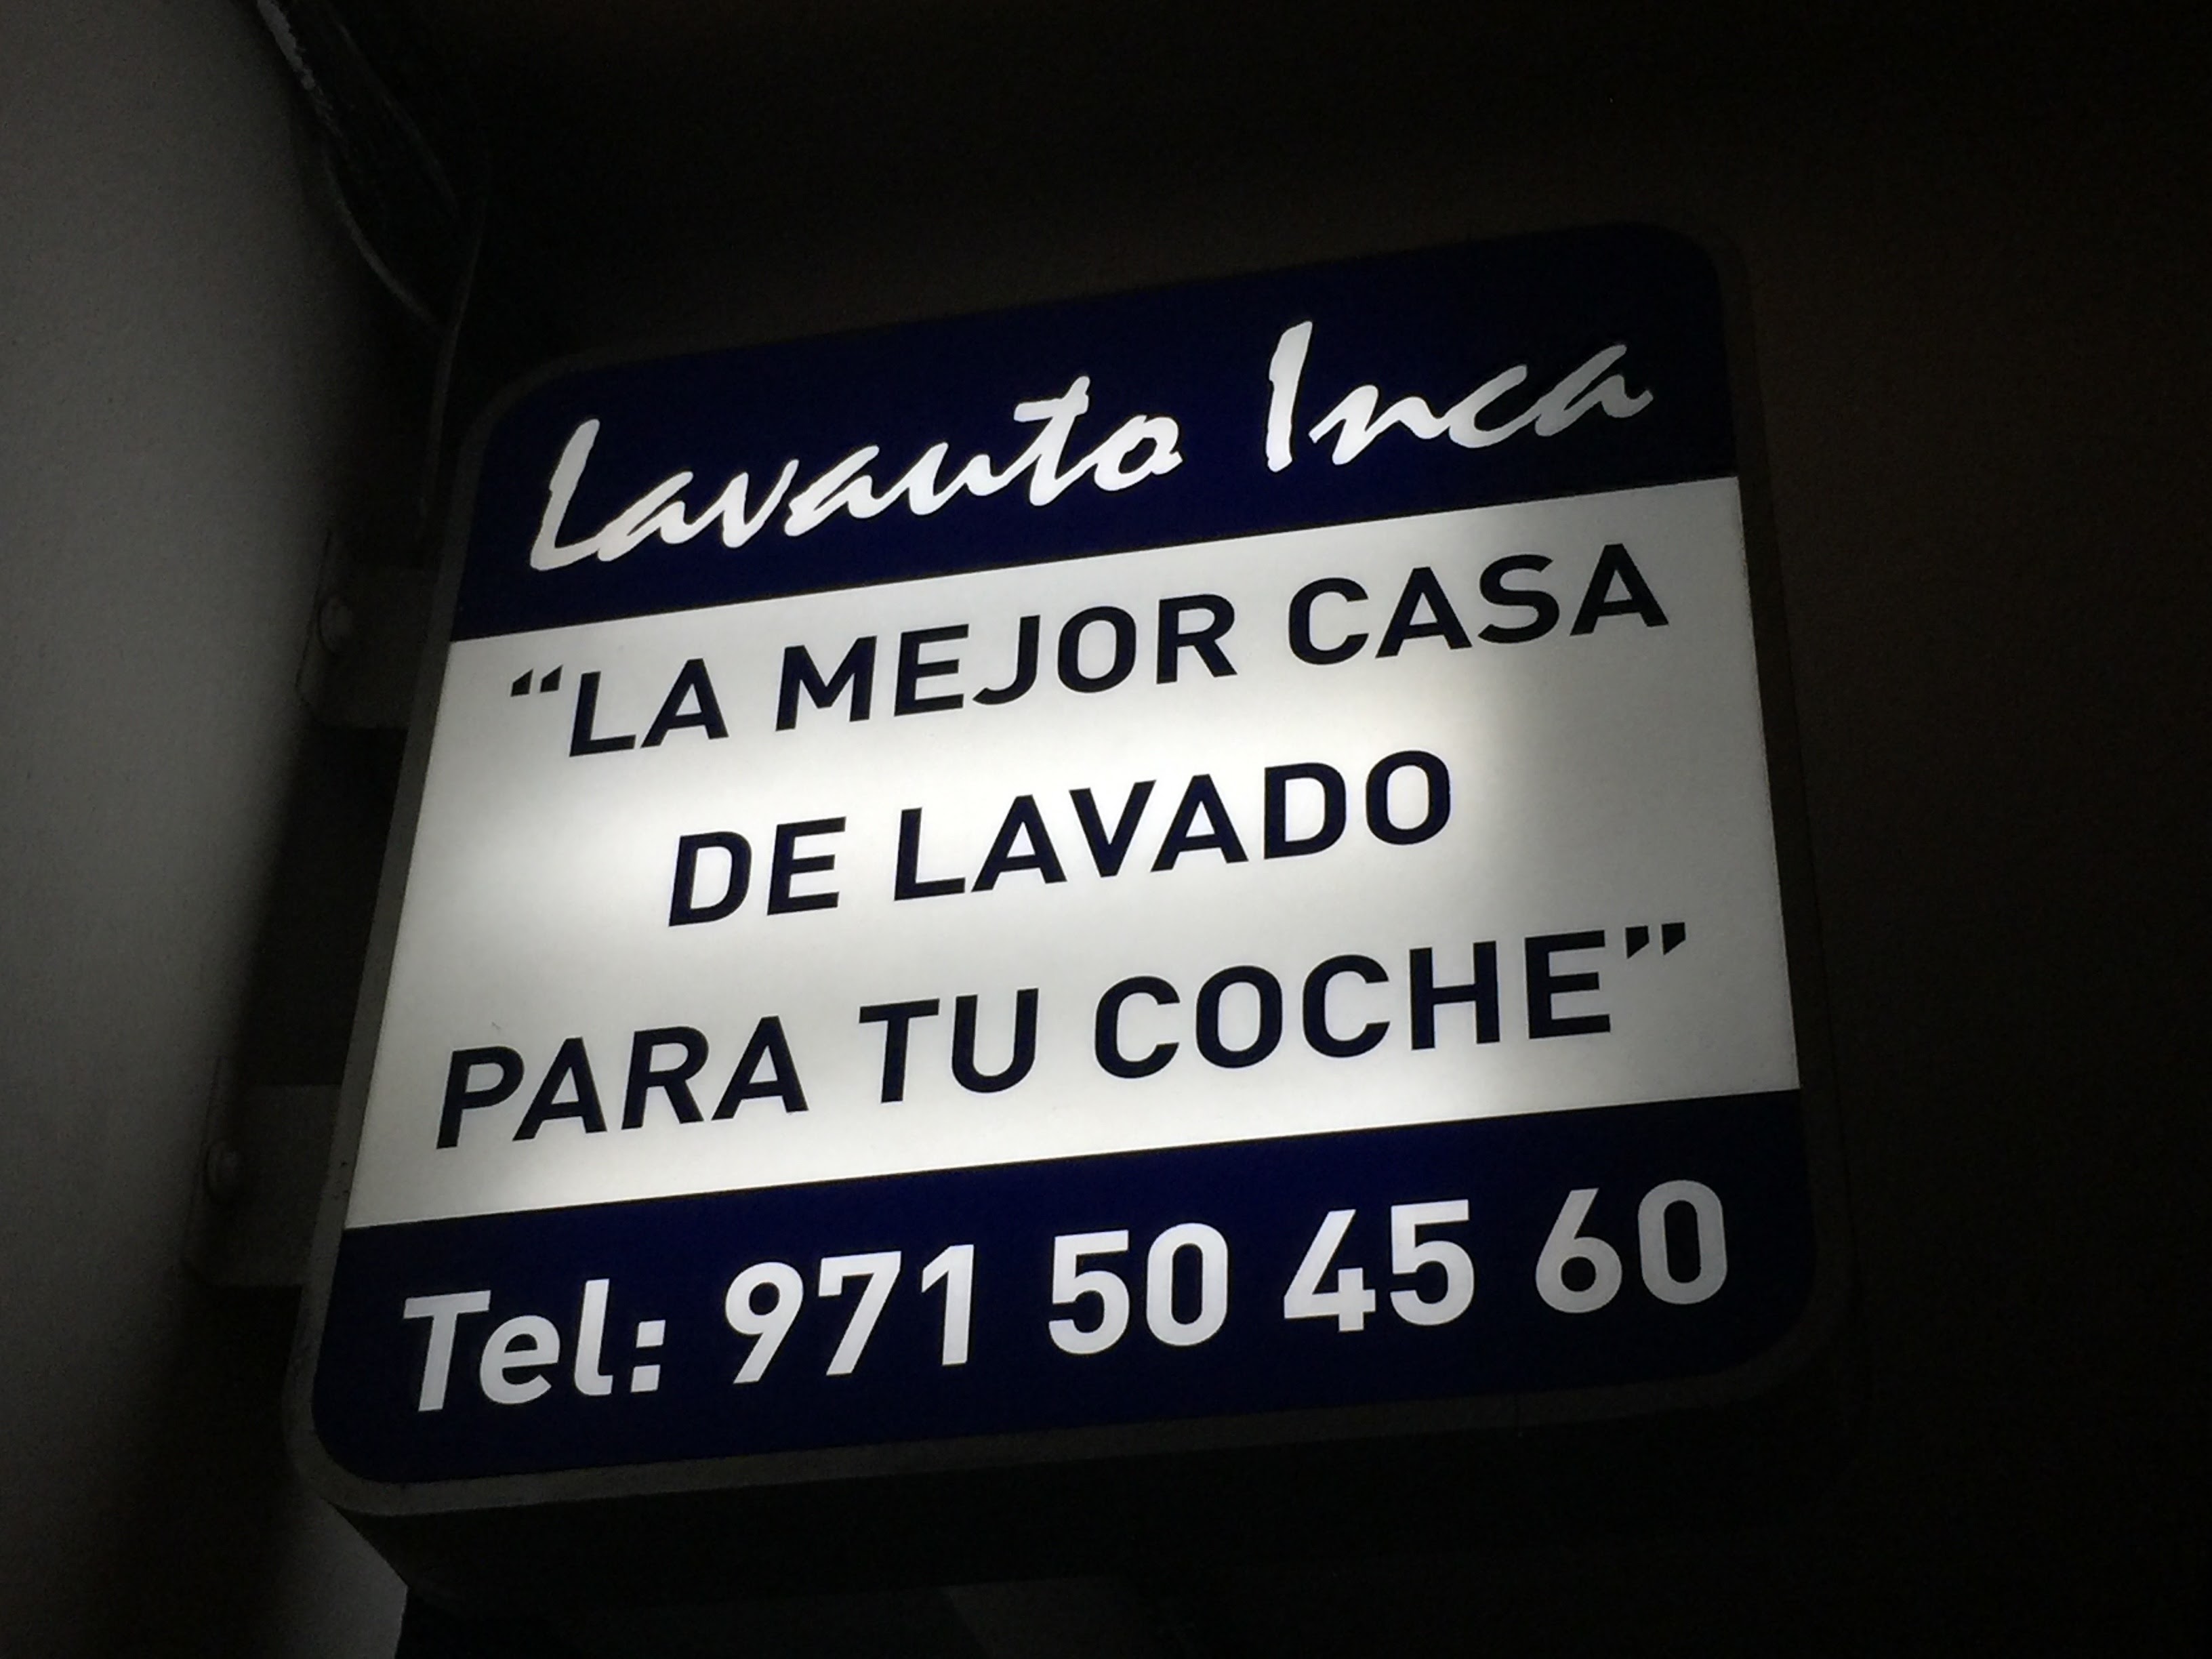 Lavauto Inca
“LA MEJOR CASA
DE LAVADO
PARA TU COCHE”
Tel: 971 50 45 60